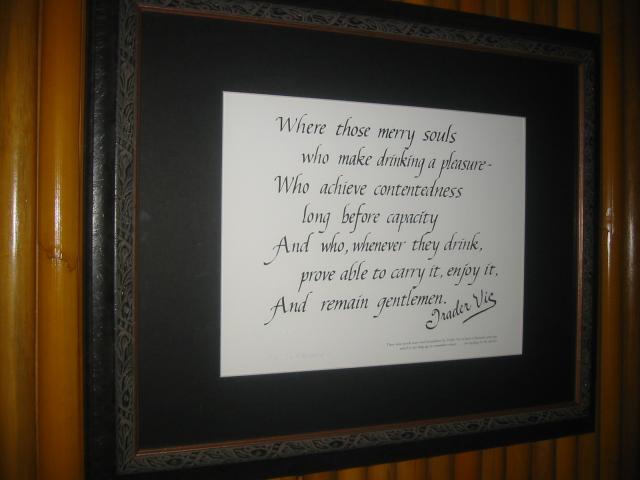 Where those merry souls
who make drinking a pleasure-
Who achieve contentedness
long before capacity
And who, whenever they drink,
prove able to carry it, enjoy it,
And remain gentlemen.
Trader Vic